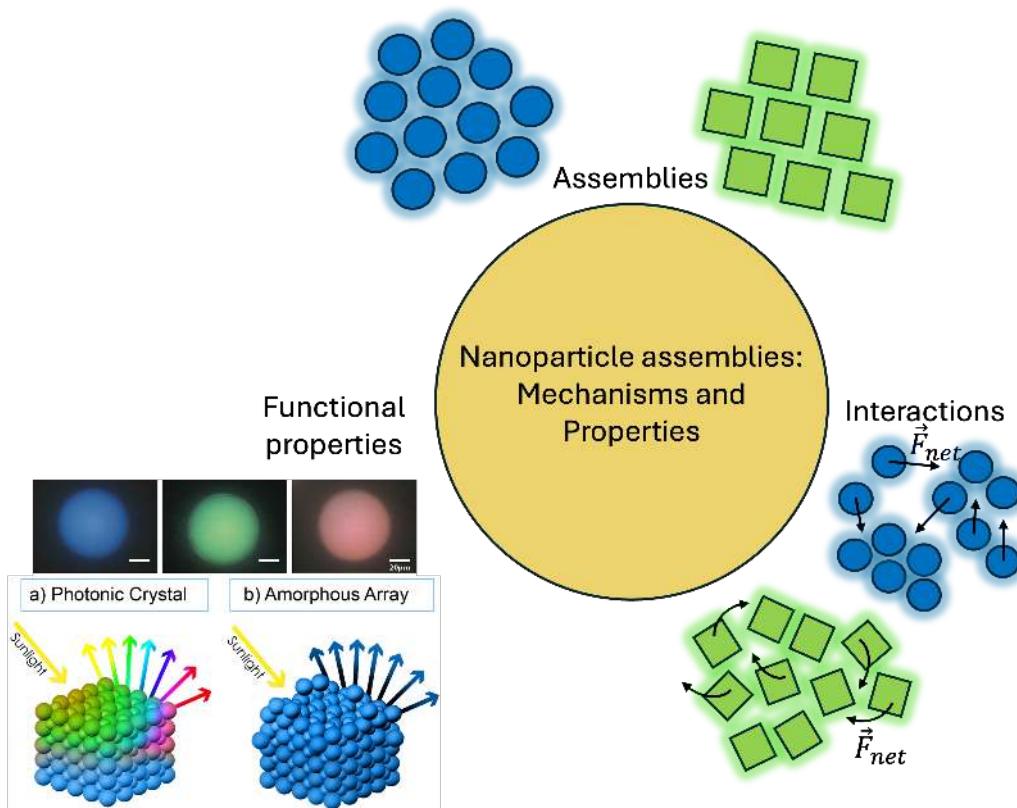 Assemblies
Nanoparticle assemblies:
Mechanisms and
Properties
Functional
properties
Interactions
F⃗net
20μm
a) Photonic Crystal
b) Amorphous Array
Sunlight
Sunlight
F⃗net